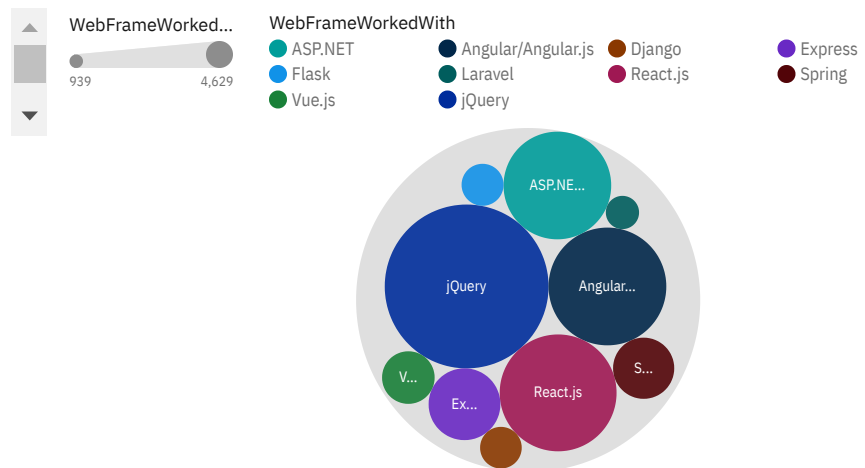 WebFrameWorked...
939 4,629
WebFrameWorkedWith
ASP.NET Angular/Angular.js Django Express
Flask Laravel React.js Spring
Vue.js jQuery
ASP.NE...
jQuery Angular...
V... S...
Ex... React.js